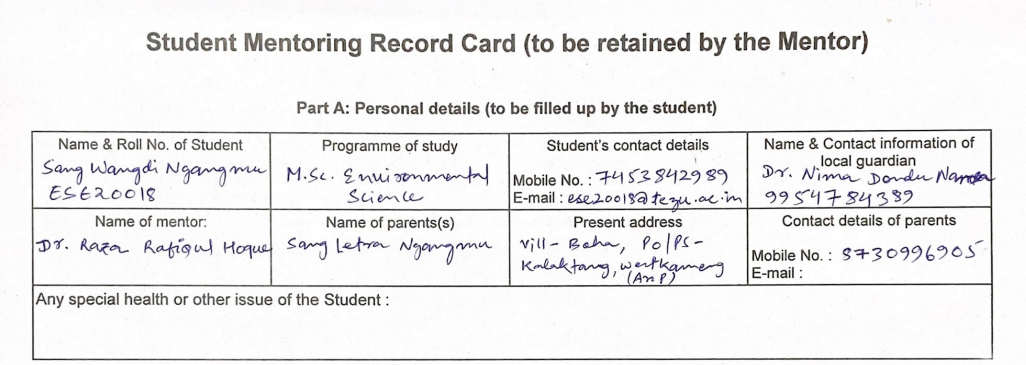 Student Mentoring Record Card (to be retained by the Mentor)
Part A: Personal details (to be filled up by the student)
Name & Roll No. of Student
Sang Wangdi Ngangmu
ESE20018
Programme of study
M.Sc. Environmental
Science
Student's contact details
Mobile No. : 7453842989
E-mail : ese20018@tezu.ac.in
Name & Contact information of
local guardian
Dr. Nima Dondu
9954784389
Name of mentor:
Dr. Raza Rafiqul Hoque
Name of parents(s)
Sang Letra Ngangmu
Present address
Vill - Baha, PO/PS-
Kalaktang, westkameng
(ArP)
Contact details of parents
Mobile No. : 8730996905
E-mail :
Any special health or other issue of the Student :